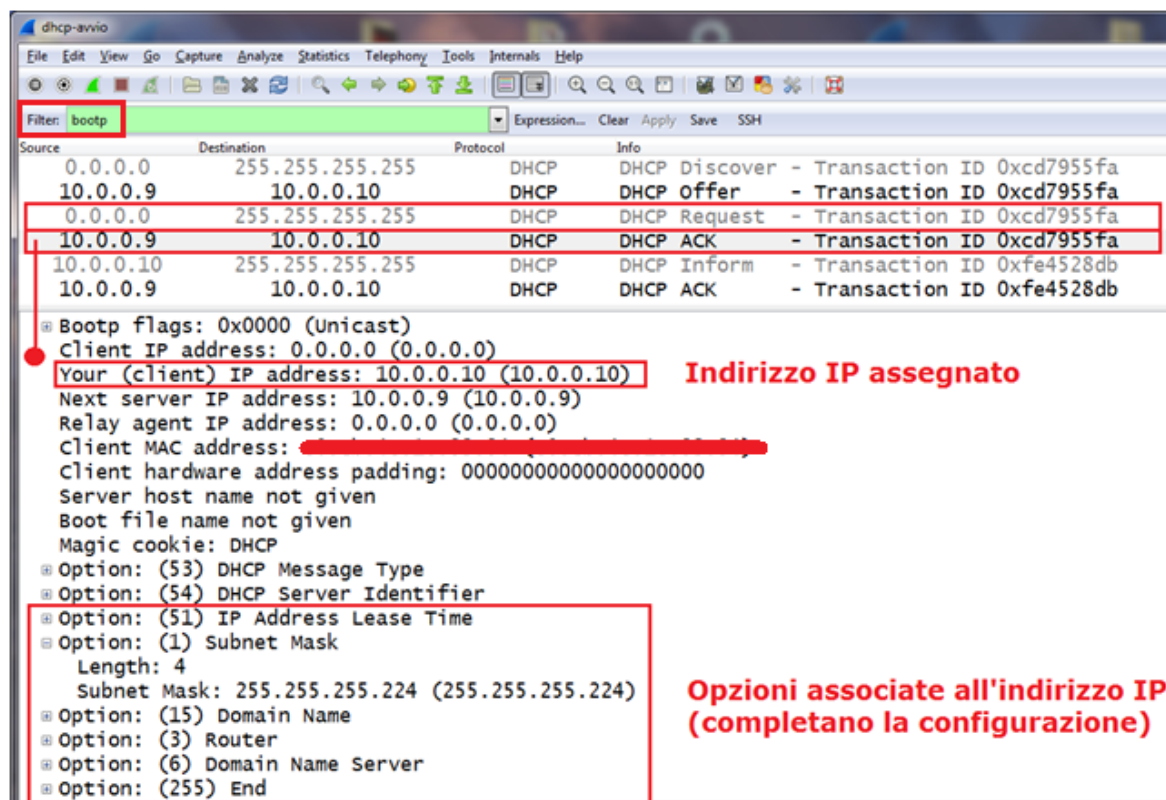 dhcp-avvio
File Edit View Go Capture Analyze Statistics Telephony Tools Internals Help
Filter: bootp Expression... Clear Apply Save SSH
Source Destination Protocol Info
0.0.0.0 255.255.255.255 DHCP DHCP Discover - Transaction ID 0xcd7955fa
10.0.0.9 10.0.0.10 DHCP DHCP Offer - Transaction ID 0xcd7955fa
0.0.0.0 255.255.255.255 DHCP DHCP Request - Transaction ID 0xcd7955fa
10.0.0.9 10.0.0.10 DHCP DHCP ACK - Transaction ID 0xcd7955fa
10.0.0.10 255.255.255.255 DHCP DHCP Inform - Transaction ID 0xfe4528db
10.0.0.9 10.0.0.10 DHCP DHCP ACK - Transaction ID 0xfe4528db
Bootp flags: 0x0000 (Unicast)
Client IP address: 0.0.0.0 (0.0.0.0)
Your (client) IP address: 10.0.0.10 (10.0.0.10) Indirizzo IP assegnato
Next server IP address: 10.0.0.9 (10.0.0.9)
Relay agent IP address: 0.0.0.0 (0.0.0.0)
Client MAC address:
Client hardware address padding: 00000000000000000000
Server host name not given
Boot file name not given
Magic cookie: DHCP
Option: (53) DHCP Message Type
Option: (54) DHCP Server Identifier
Option: (51) IP Address Lease Time
Option: (1) Subnet Mask
Length: 4
Subnet Mask: 255.255.255.224 (255.255.255.224) Opzioni associate all'indirizzo IP
Option: (15) Domain Name (completano la configurazione)
Option: (3) Router
Option: (6) Domain Name Server
Option: (255) End